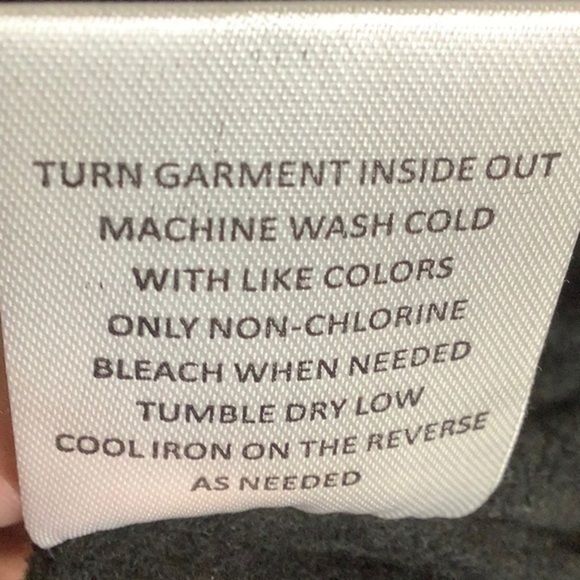 TURN GARMENT INSIDE OUT
MACHINE WASH COLD
WITH LIKE COLORS
ONLY NON-CHLORINE
BLEACH WHEN NEEDED
TUMBLE DRY LOW
COOL IRON ON THE REVERSE
AS NEEDED